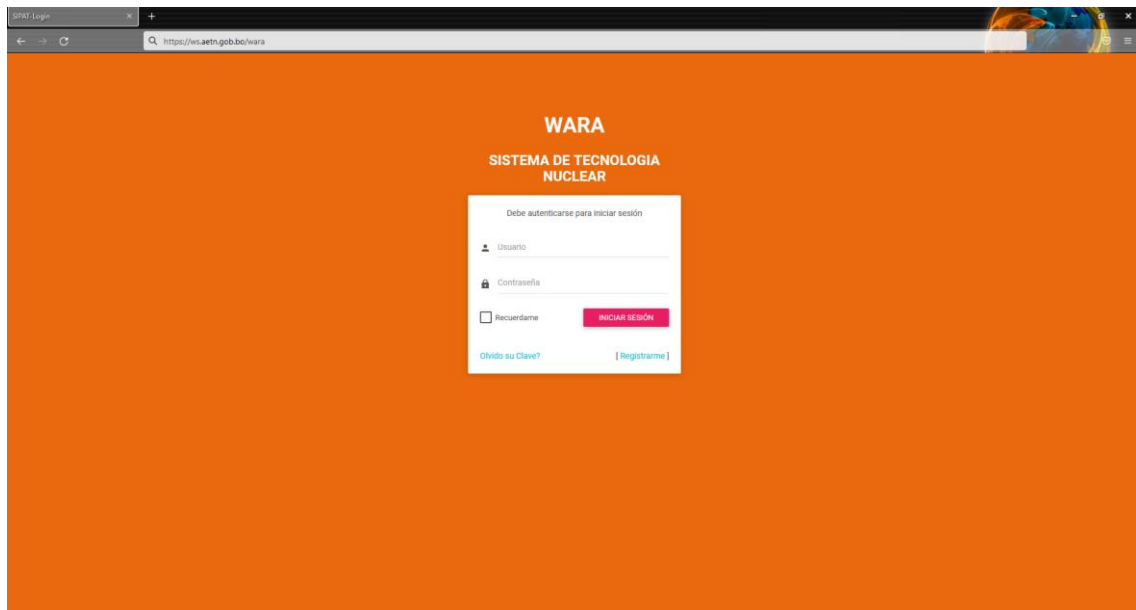 SIPAT-Login
https://ws.aetn.gob.bo/wara
WARA
SISTEMA DE TECNOLOGIA
NUCLEAR
Debe autenticarse para iniciar sesión
Usuario
Contraseña
Recuerdame
INICIAR SESIÓN
Olvido su Clave?
[ Registrarme ]